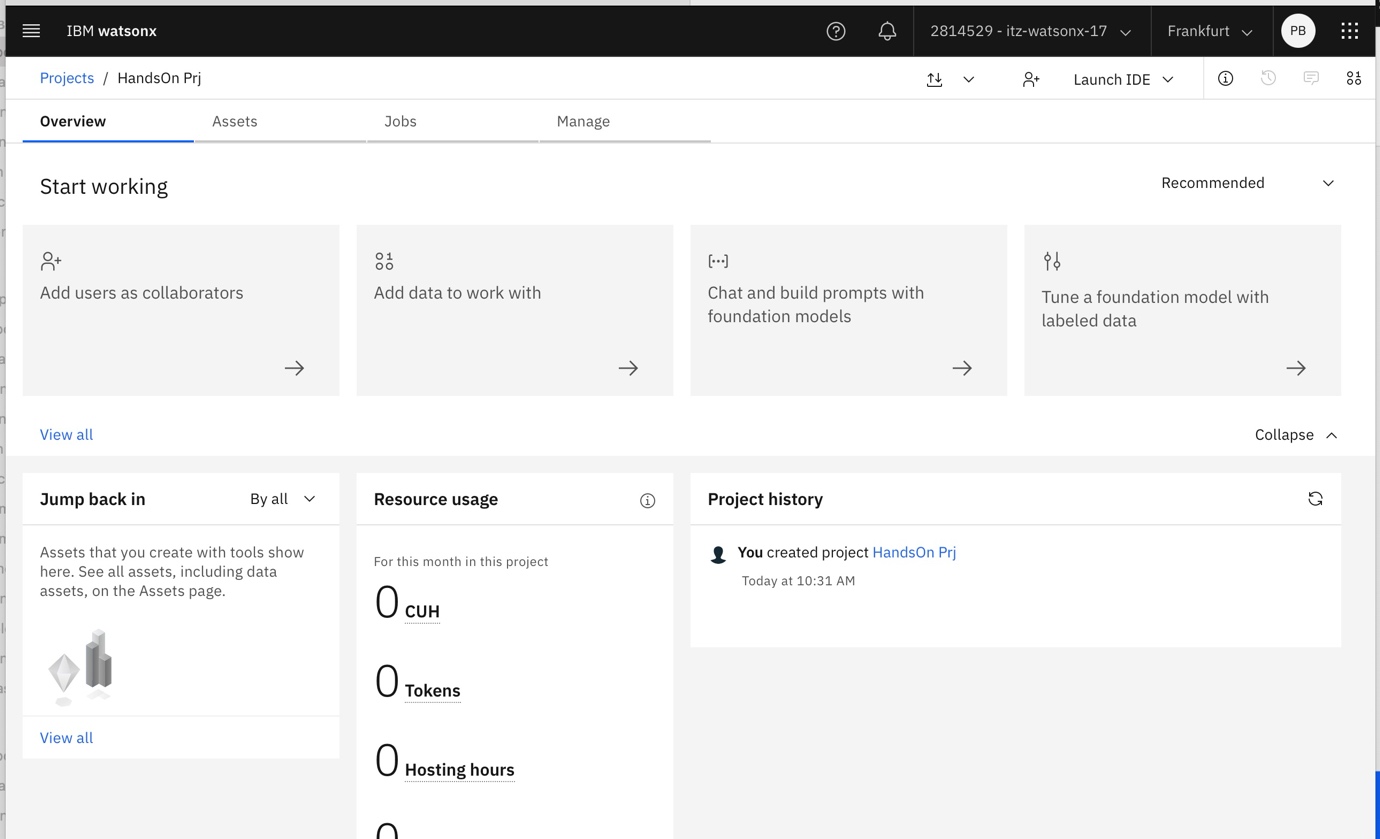 IBM watsonx
2814529 - itz-watsonx-17
Frankfurt
PB
Projects / HandsOn Prj
Launch IDE
Overview
Assets
Jobs
Manage
Start working
Recommended
Add users as collaborators
Add data to work with
Chat and build prompts with
foundation models
Tune a foundation model with
labeled data
View all
Collapse
Jump back in
By all
Assets that you create with tools show
here. See all assets, including data
assets, on the Assets page.
View all
Resource usage
For this month in this project
0 CUH
0 Tokens
0 Hosting hours
Project history
You created project HandsOn Prj
Today at 10:31 AM